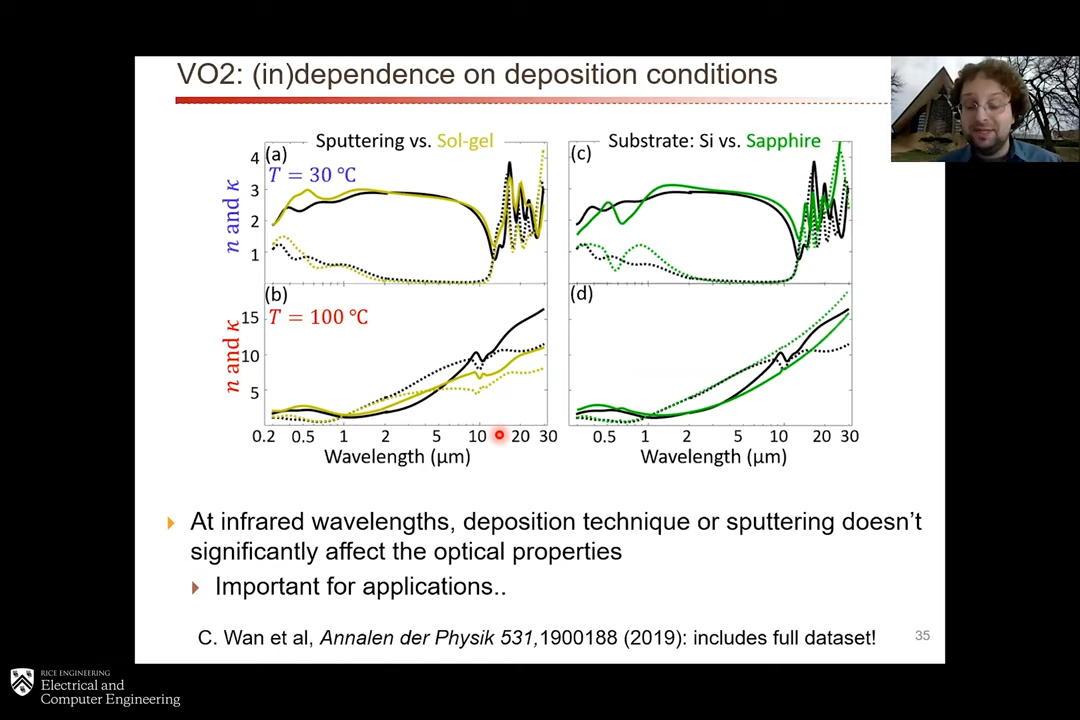 VO2: (in)dependence on deposition conditions
Sputtering vs. Sol-gel
Substrate: Si vs. Sapphire
(a)
T = 30 ℃
(c)
n and κ
4
3
2
1
(b)
T = 100 ℃
(d)
n and κ
15
10
5
0.2 0.5 1 2 5 10 20 30
0.5 1 2 5 10 20 30
Wavelength (μm)
Wavelength (μm)
At infrared wavelengths, deposition technique or sputtering doesn't
significantly affect the optical properties
Important for applications..
C. Wan et al, Annalen der Physik 531,1900188 (2019): includes full dataset!
35
RICE ENGINEERING
Electrical and
Computer Engineering